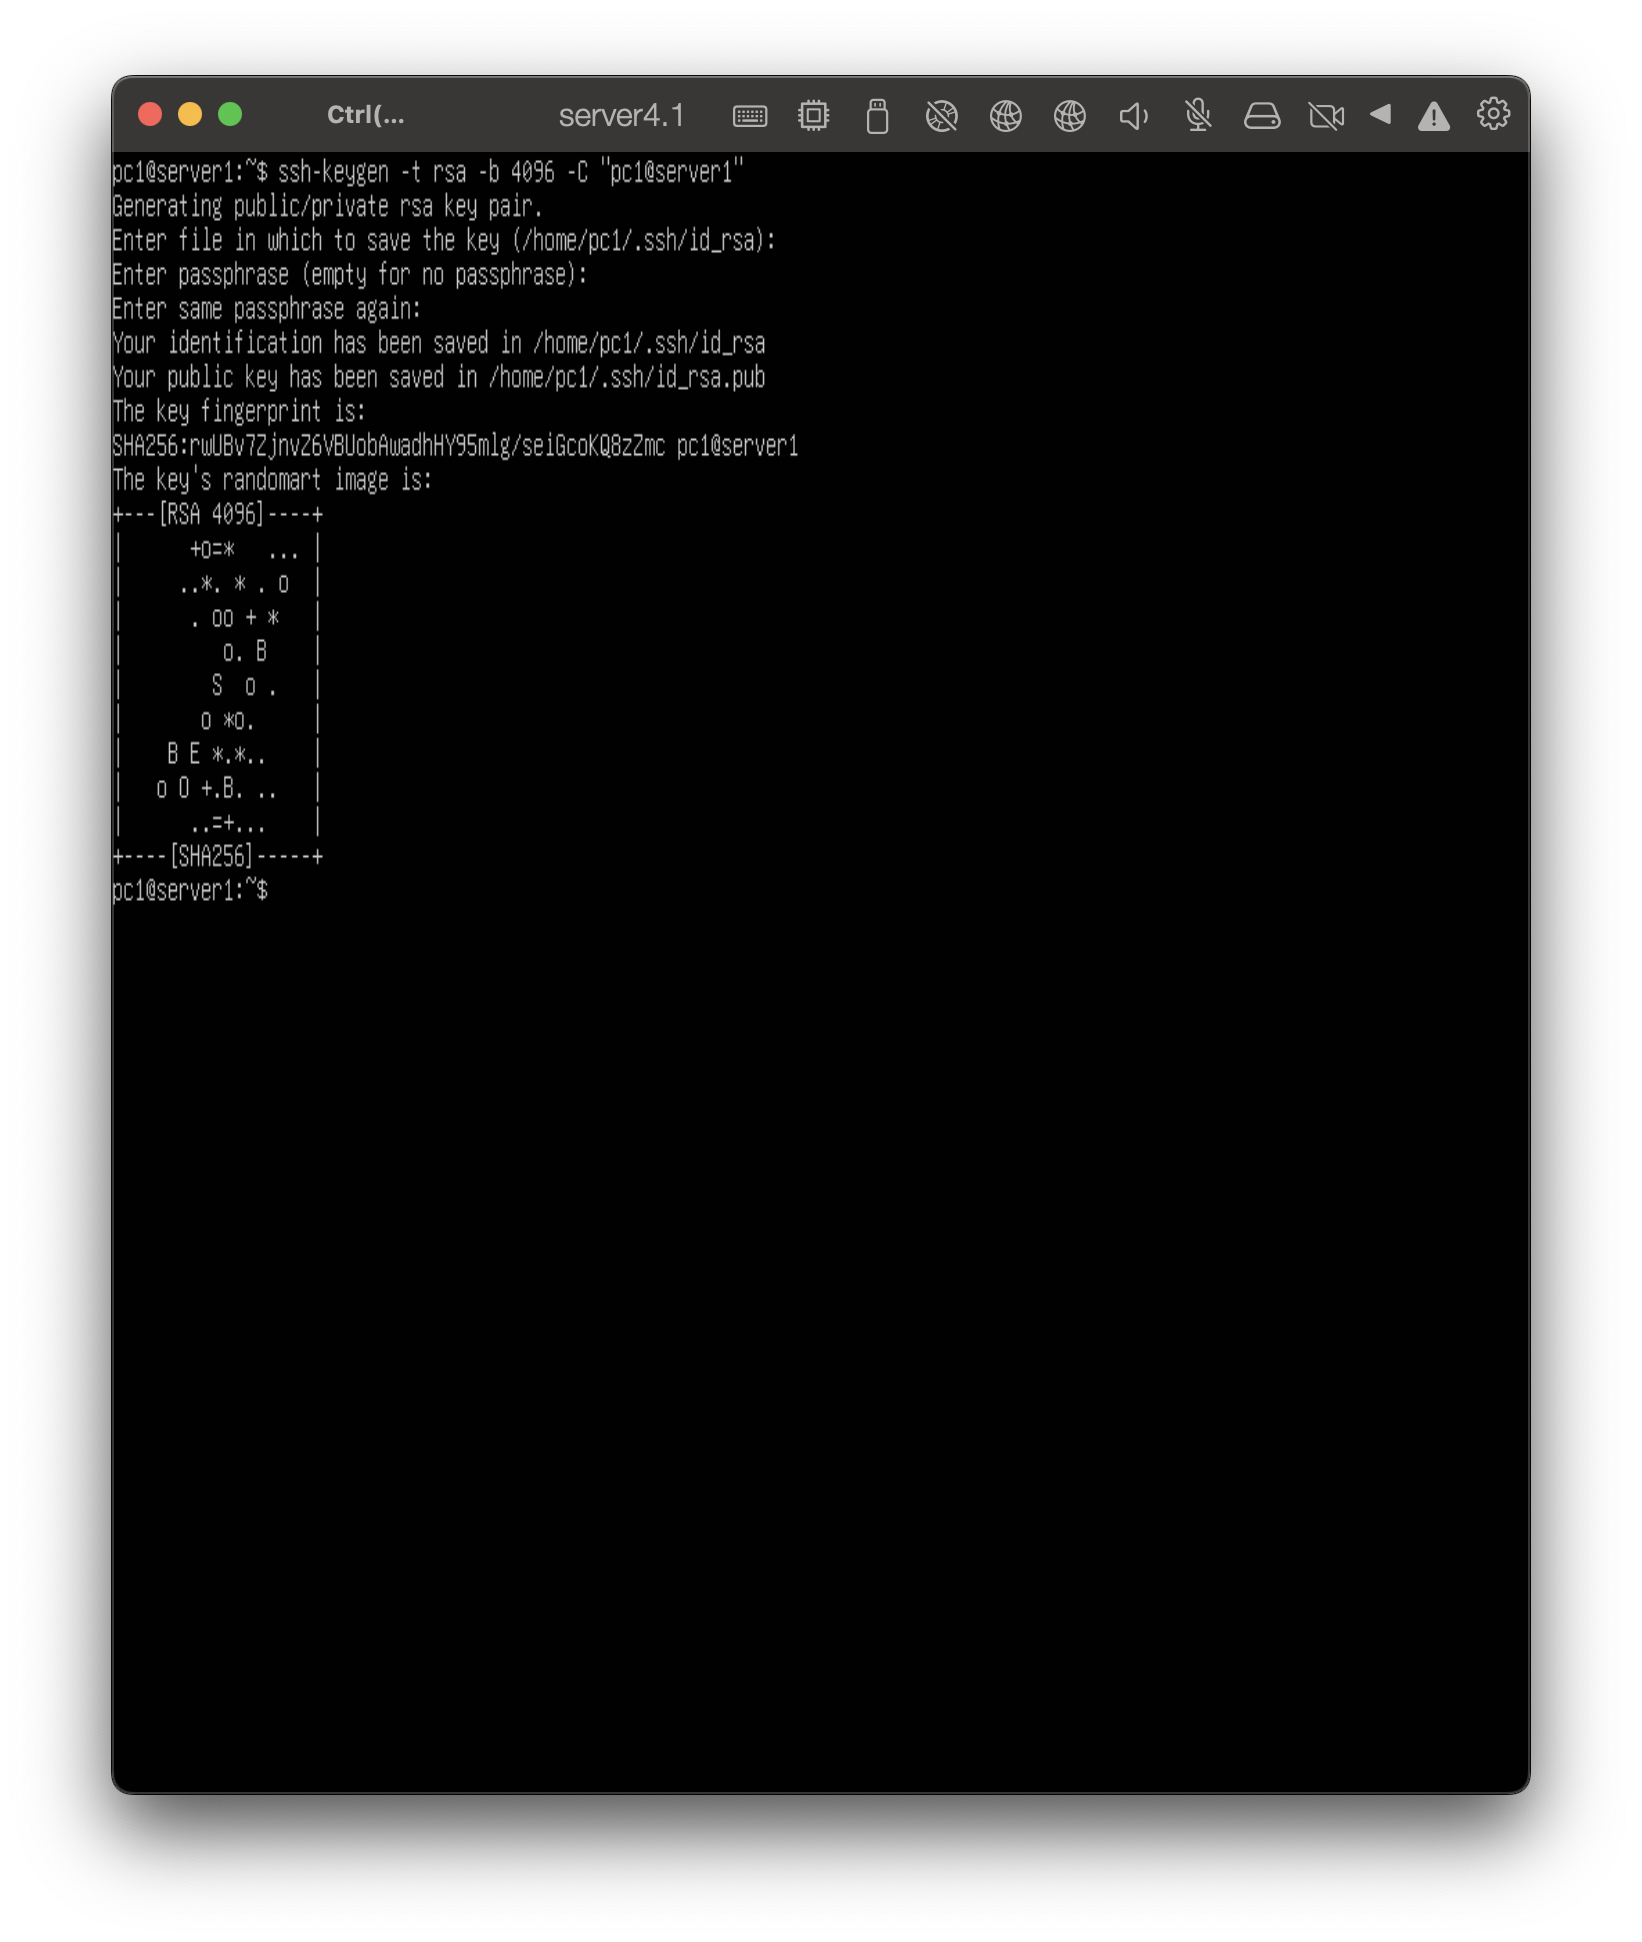 Ctrl(... server4.1
pc1@server1:~$ ssh-keygen -t rsa -b 4096 -C "pc1@server1"
Generating public/private rsa key pair.
Enter file in which to save the key (/home/pc1/.ssh/id_rsa):
Enter passphrase (empty for no passphrase):
Enter same passphrase again:
Your identification has been saved in /home/pc1/.ssh/id_rsa
Your public key has been saved in /home/pc1/.ssh/id_rsa.pub
The key fingerprint is:
SHA256:rwUBv7ZjnvZ6VBUobAwadhHY95mlg/seiGcoKQ8zZmc pc1@server1
The key's randomart image is:
+---[RSA 4096]----+
|      +o=*   ... |
|     ..*. * . o  |
|      . oo + *   |
|         o. B    |
|        S  o .   |
|       o *o.     |
|    B E *.*..    |
|   o O +.B. ..   |
|      ..=+...    |
+----[SHA256]-----+
pc1@server1:~$